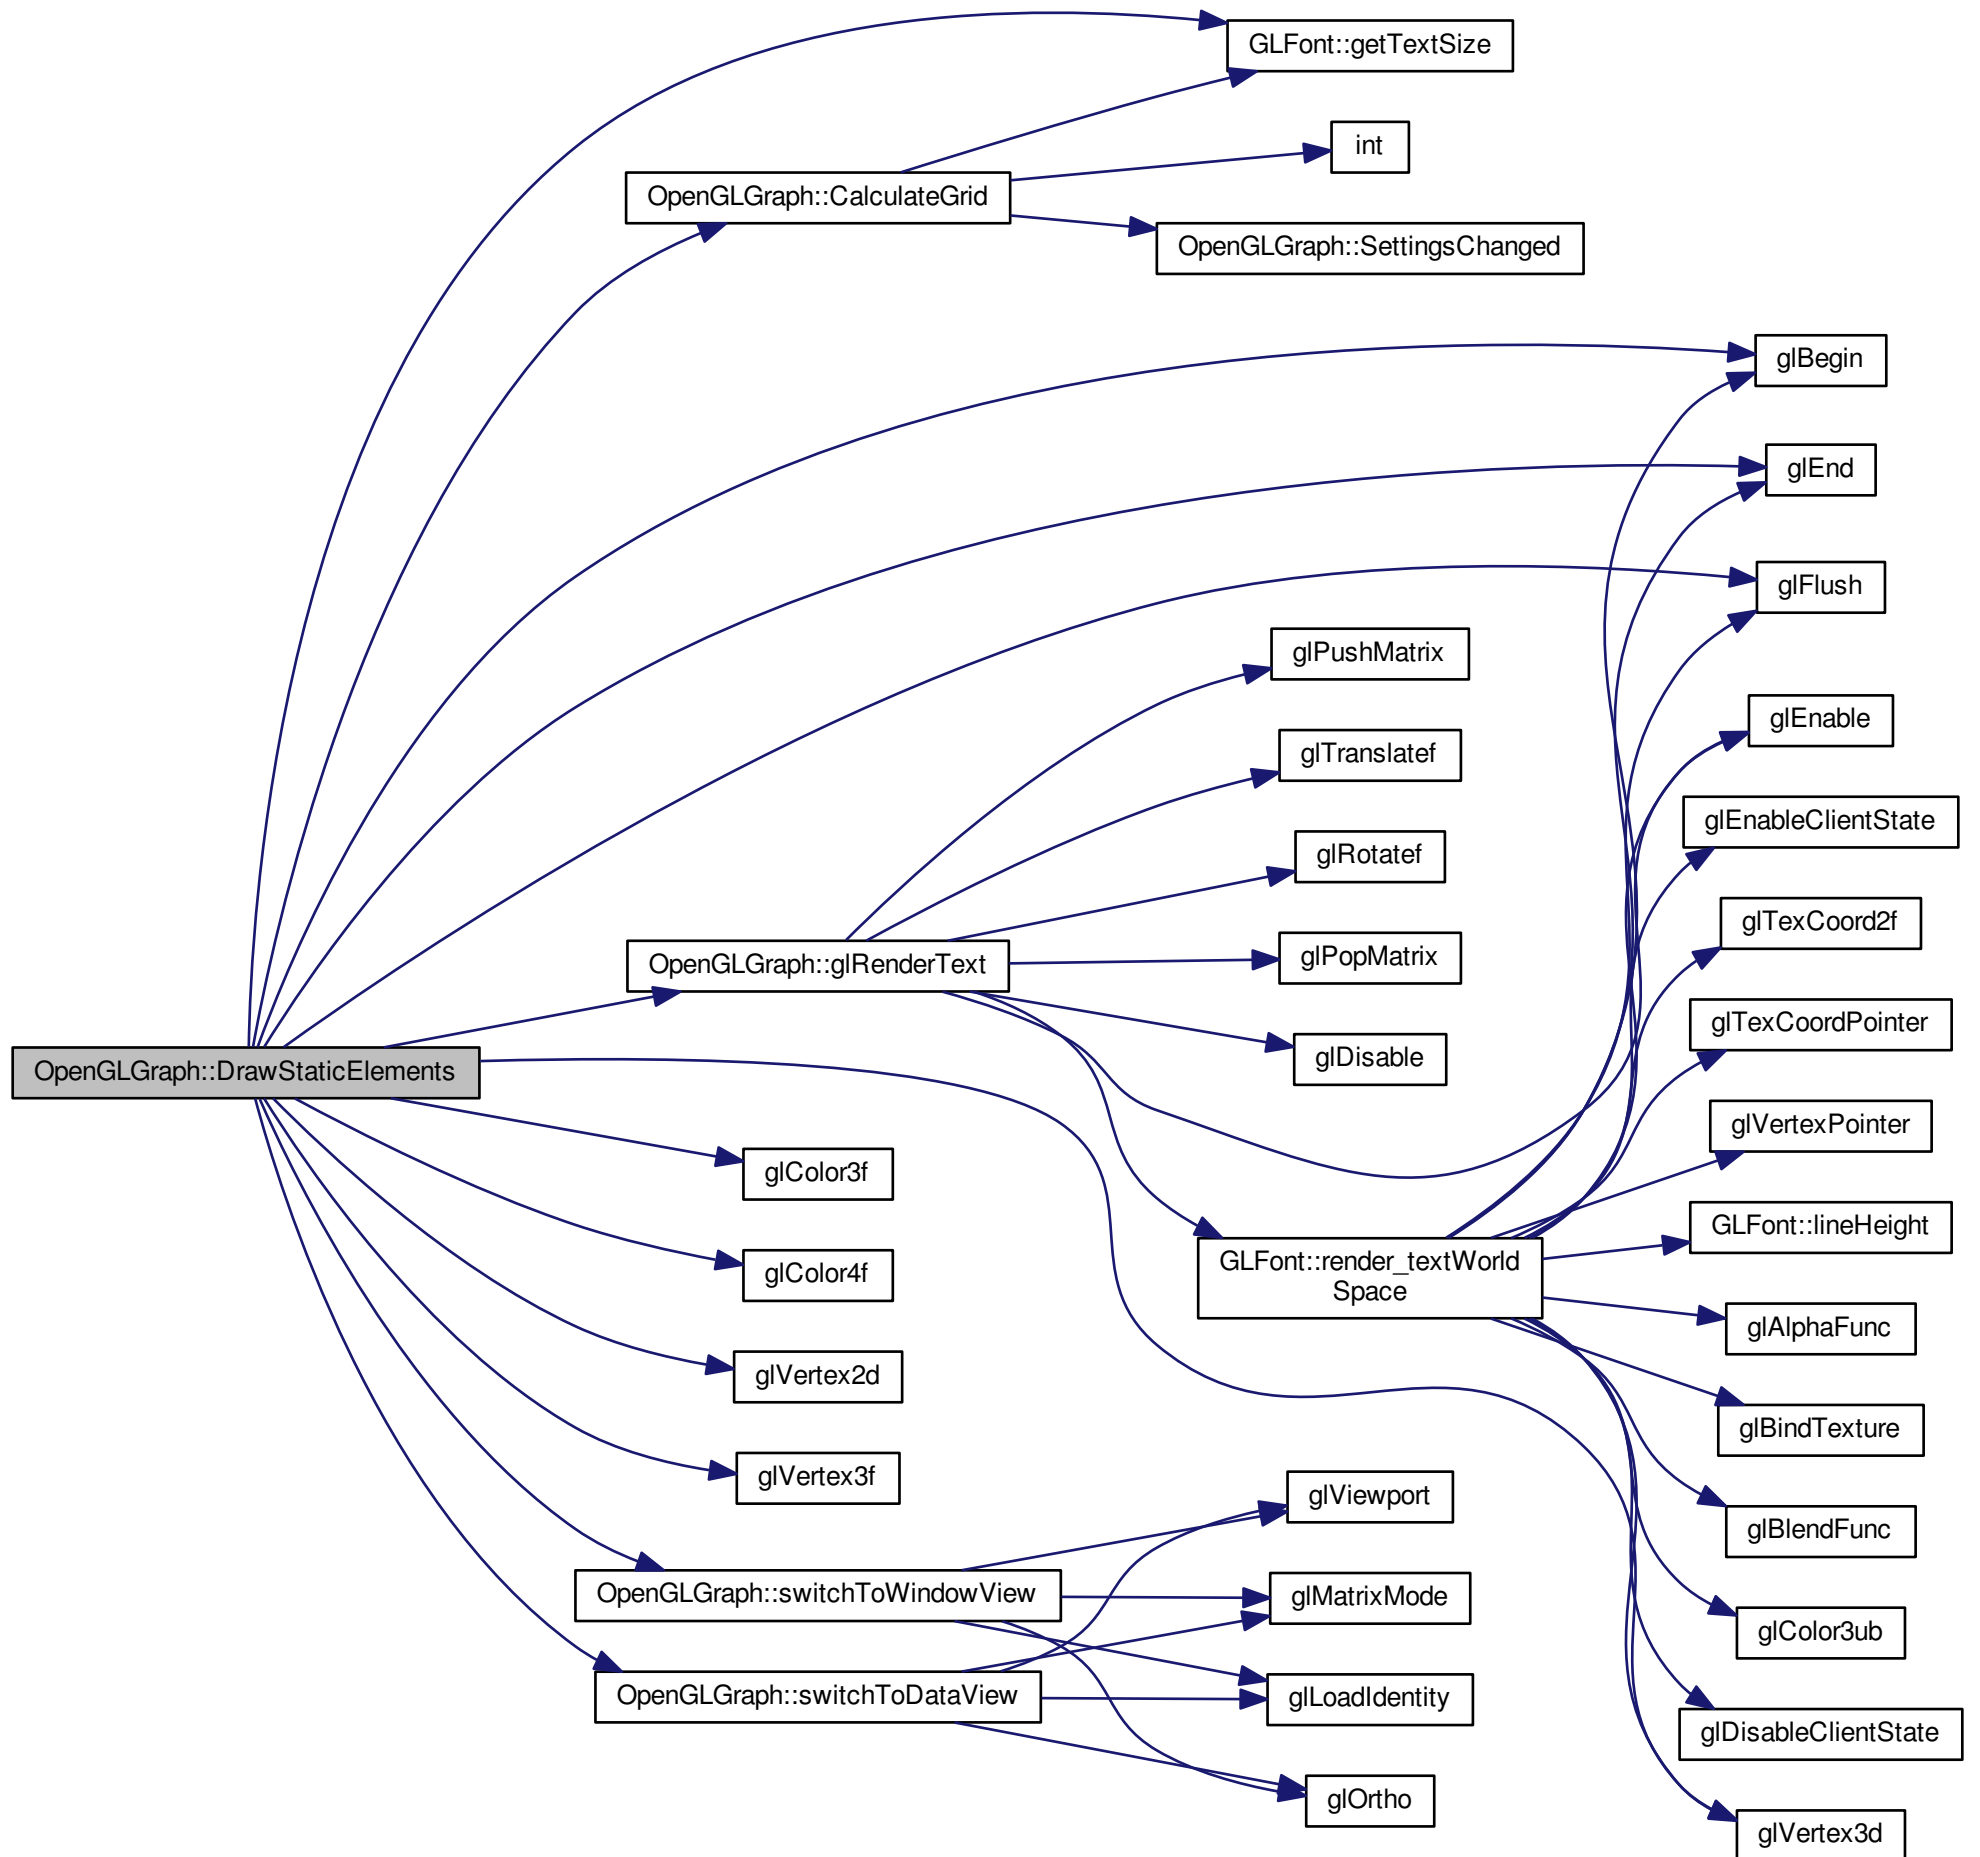 GLFont::getTextSize
int
OpenGLGraph::CalculateGrid
OpenGLGraph::SettingsChanged
glBegin
glEnd
glFlush
glPushMatrix
glEnable
glTranslatef
glEnableClientState
glRotatef
glTexCoord2f
OpenGLGraph::glRenderText
glPopMatrix
glTexCoordPointer
glDisable
OpenGLGraph::DrawStaticElements
glVertexPointer
glColor3f
GLFont::lineHeight
GLFont::render_textWorld
Space
glColor4f
glAlphaFunc
glVertex2d
glBindTexture
glVertex3f
glViewport
glBlendFunc
OpenGLGraph::switchToWindowView
glMatrixMode
glColor3ub
OpenGLGraph::switchToDataView
glLoadIdentity
glDisableClientState
glOrtho
glVertex3d